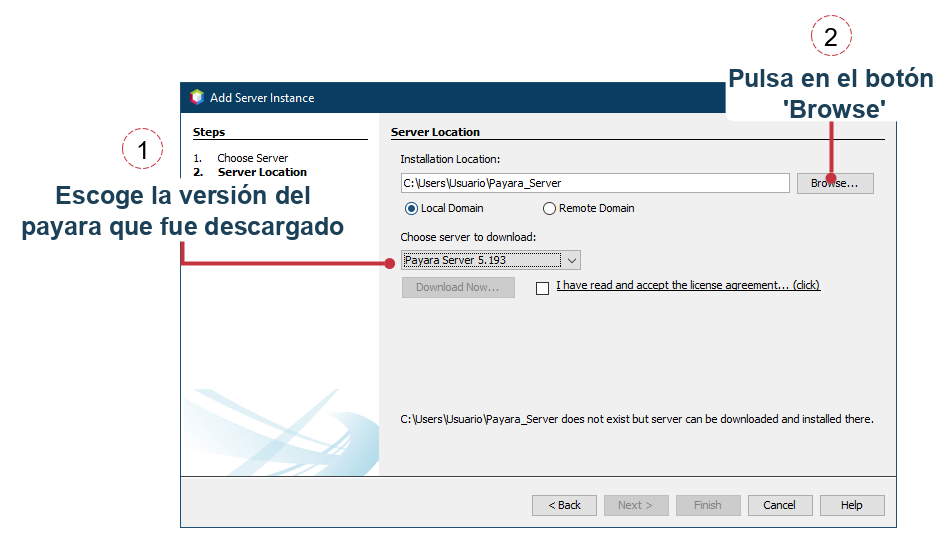 2
Pulsa en el botón
'Browse'
Add Server Instance
1
Escoge la versión del
payara que fue descargado
Steps
1. Choose Server
2. Server Location
Server Location
Installation Location:
C:\Users\Usuario\Payara_Server
Browse...
Local Domain
Remote Domain
Choose server to download:
Payara Server 5.193
Download Now...
I have read and accept the license agreement... (click)
C:\Users\Usuario\Payara_Server does not exist but server can be downloaded and installed there.
< Back
Next >
Finish
Cancel
Help